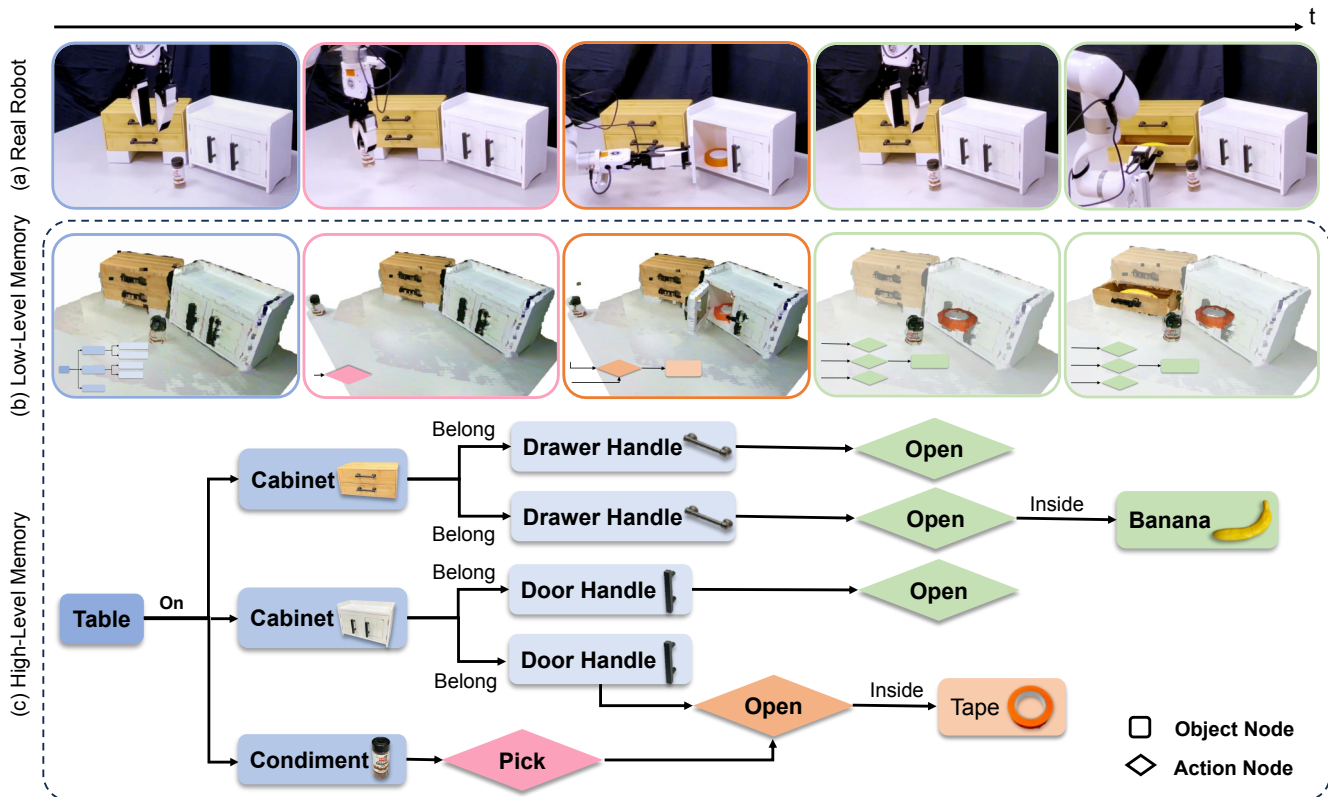 t
(a) Real Robot
(b) Low-Level Memory
(c) High-Level Memory
Belong
Drawer Handle
Open
Cabinet
Drawer Handle
Open
Inside
Banana
Belong
Belong
Door Handle
Open
On
Table
Cabinet
Door Handle
Belong
Open
Inside
Tape
Condiment
Pick
Object Node
Action Node